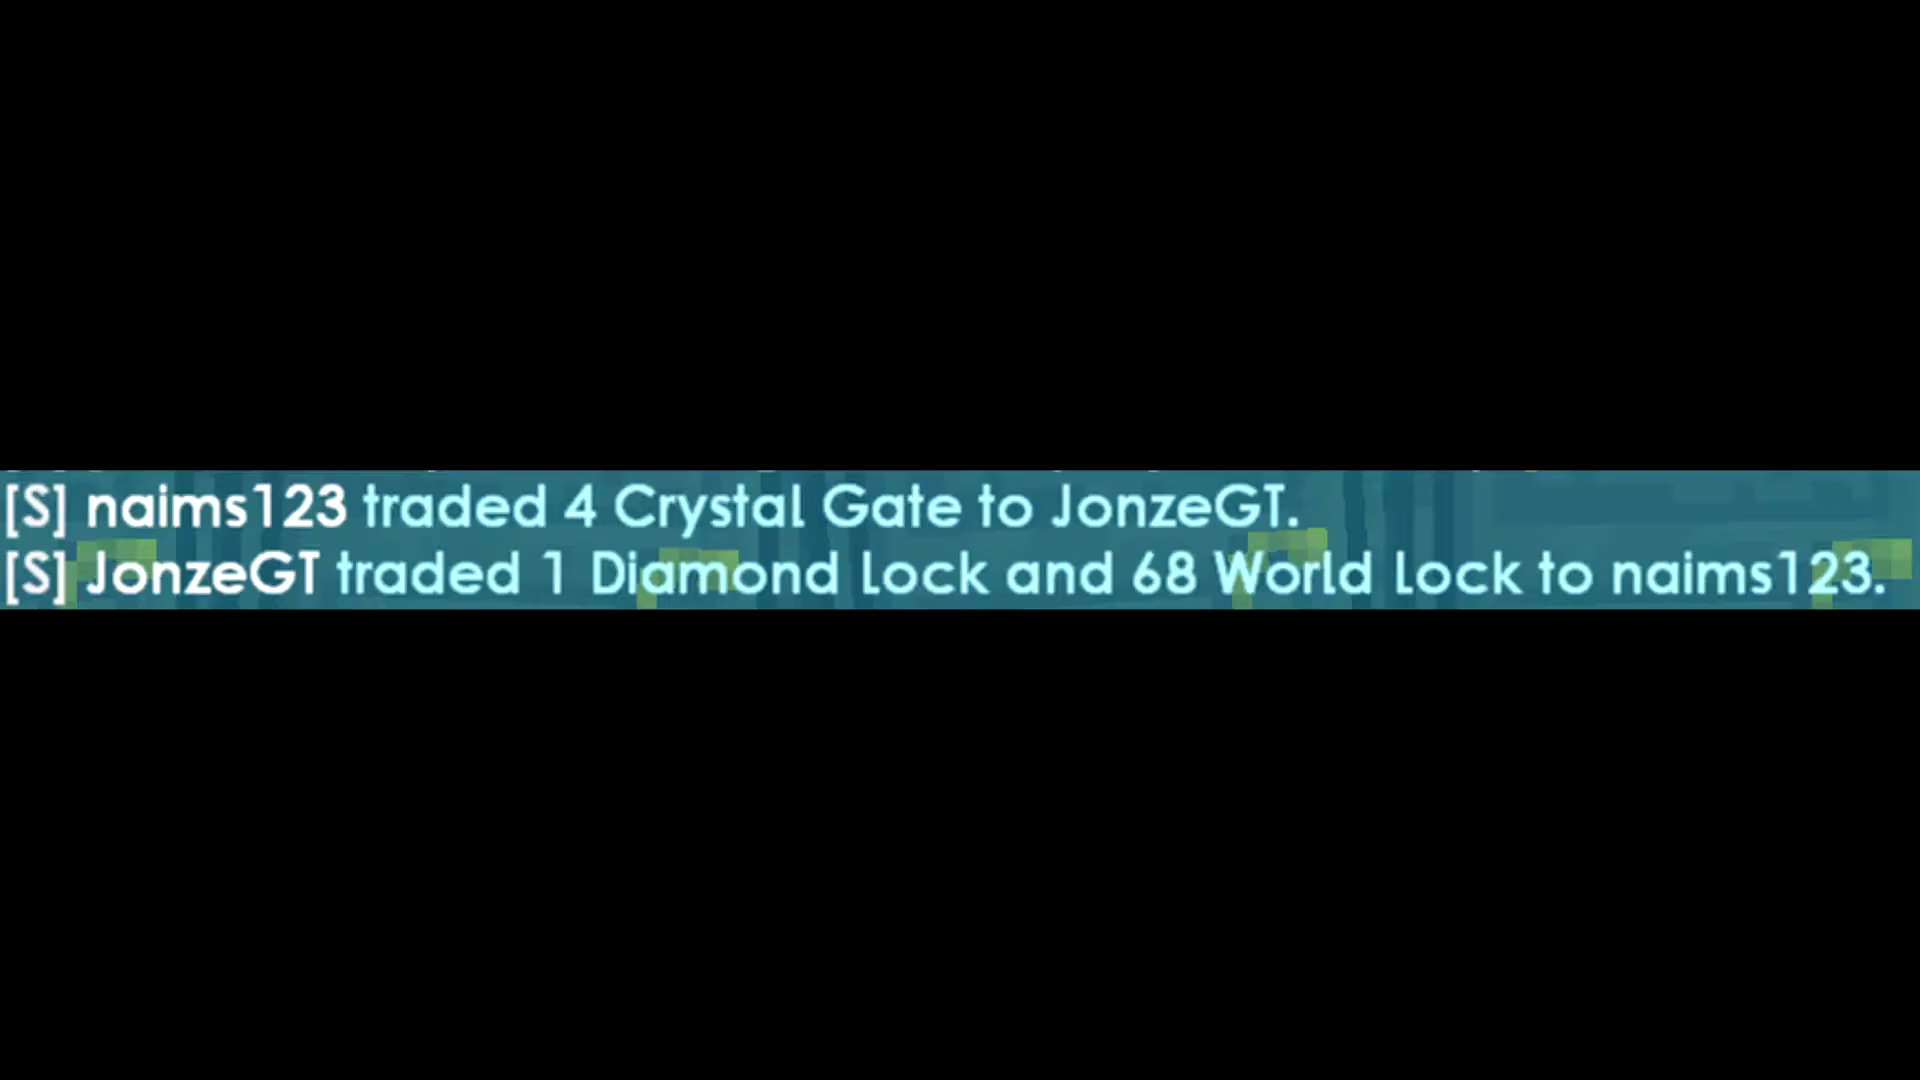 [S] naims123 traded 4 Crystal Gate to JonzeGT.
[S] JonzeGT traded 1 Diamond Lock and 68 World Lock to naims123.